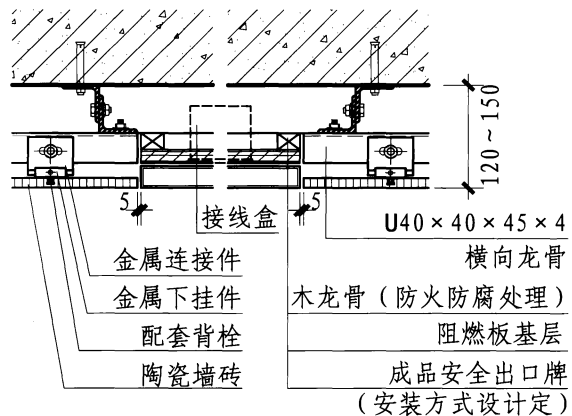 120~150
5
接线盒
5
U40×40×45×4
横向龙骨
金属连接件
金属下挂件
木龙骨（防火防腐处理）
配套背栓
阻燃板基层
陶瓷墙砖
成品安全出口牌
（安装方式设计定）